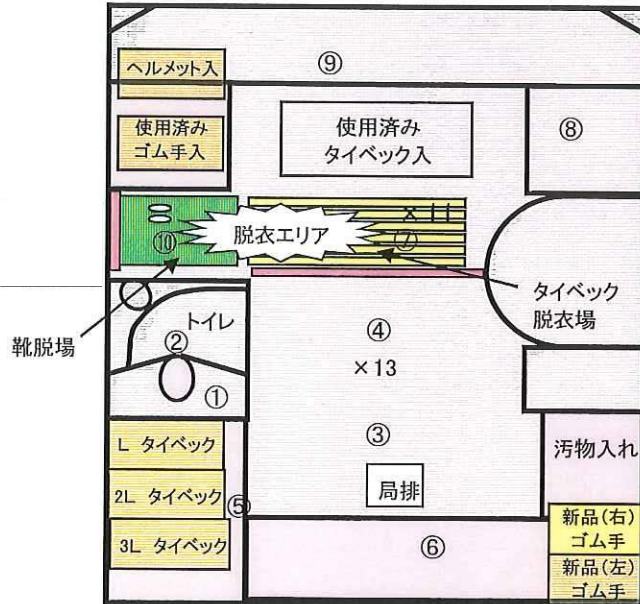 ヘルメット入
⑨
使用済み
ゴム手入
使用済み
タイベック入
⑧
×11
脱衣エリア
⑩
⑦
タイベック
脱衣場
靴脱場
トイレ
②
①
④
×13
③
局排
L タイベック
2L タイベック
3L タイベック
⑤
⑥
汚物入れ
新品(右)
ゴム手
新品(左)
ゴム手